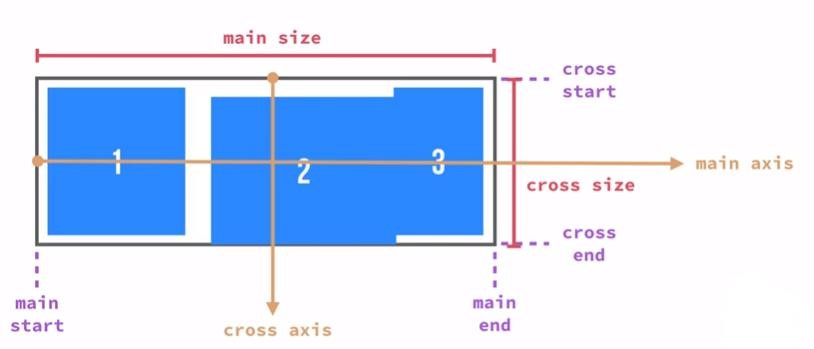 main size
cross
start
1
2
3
main axis
cross size
cross
end
main
start
main
end
cross axis